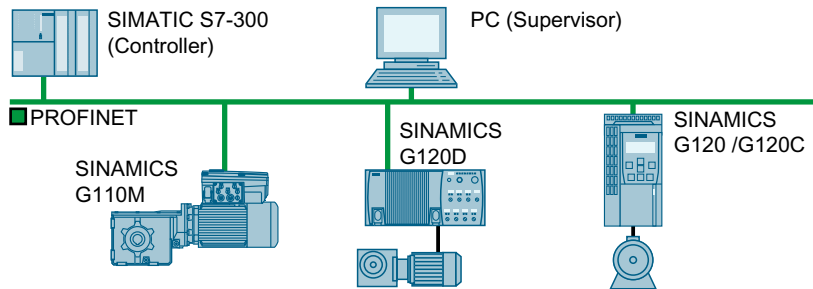 SIMATIC S7-300
(Controller)
PC (Supervisor)
PROFINET
SINAMICS
G110M
SINAMICS
G120D
SINAMICS
G120 /G120C